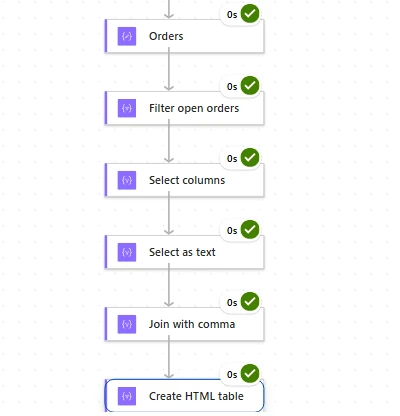 0s
Orders
0s
Filter open orders
0s
Select columns
0s
Select as text
0s
Join with comma
0s
Create HTML table